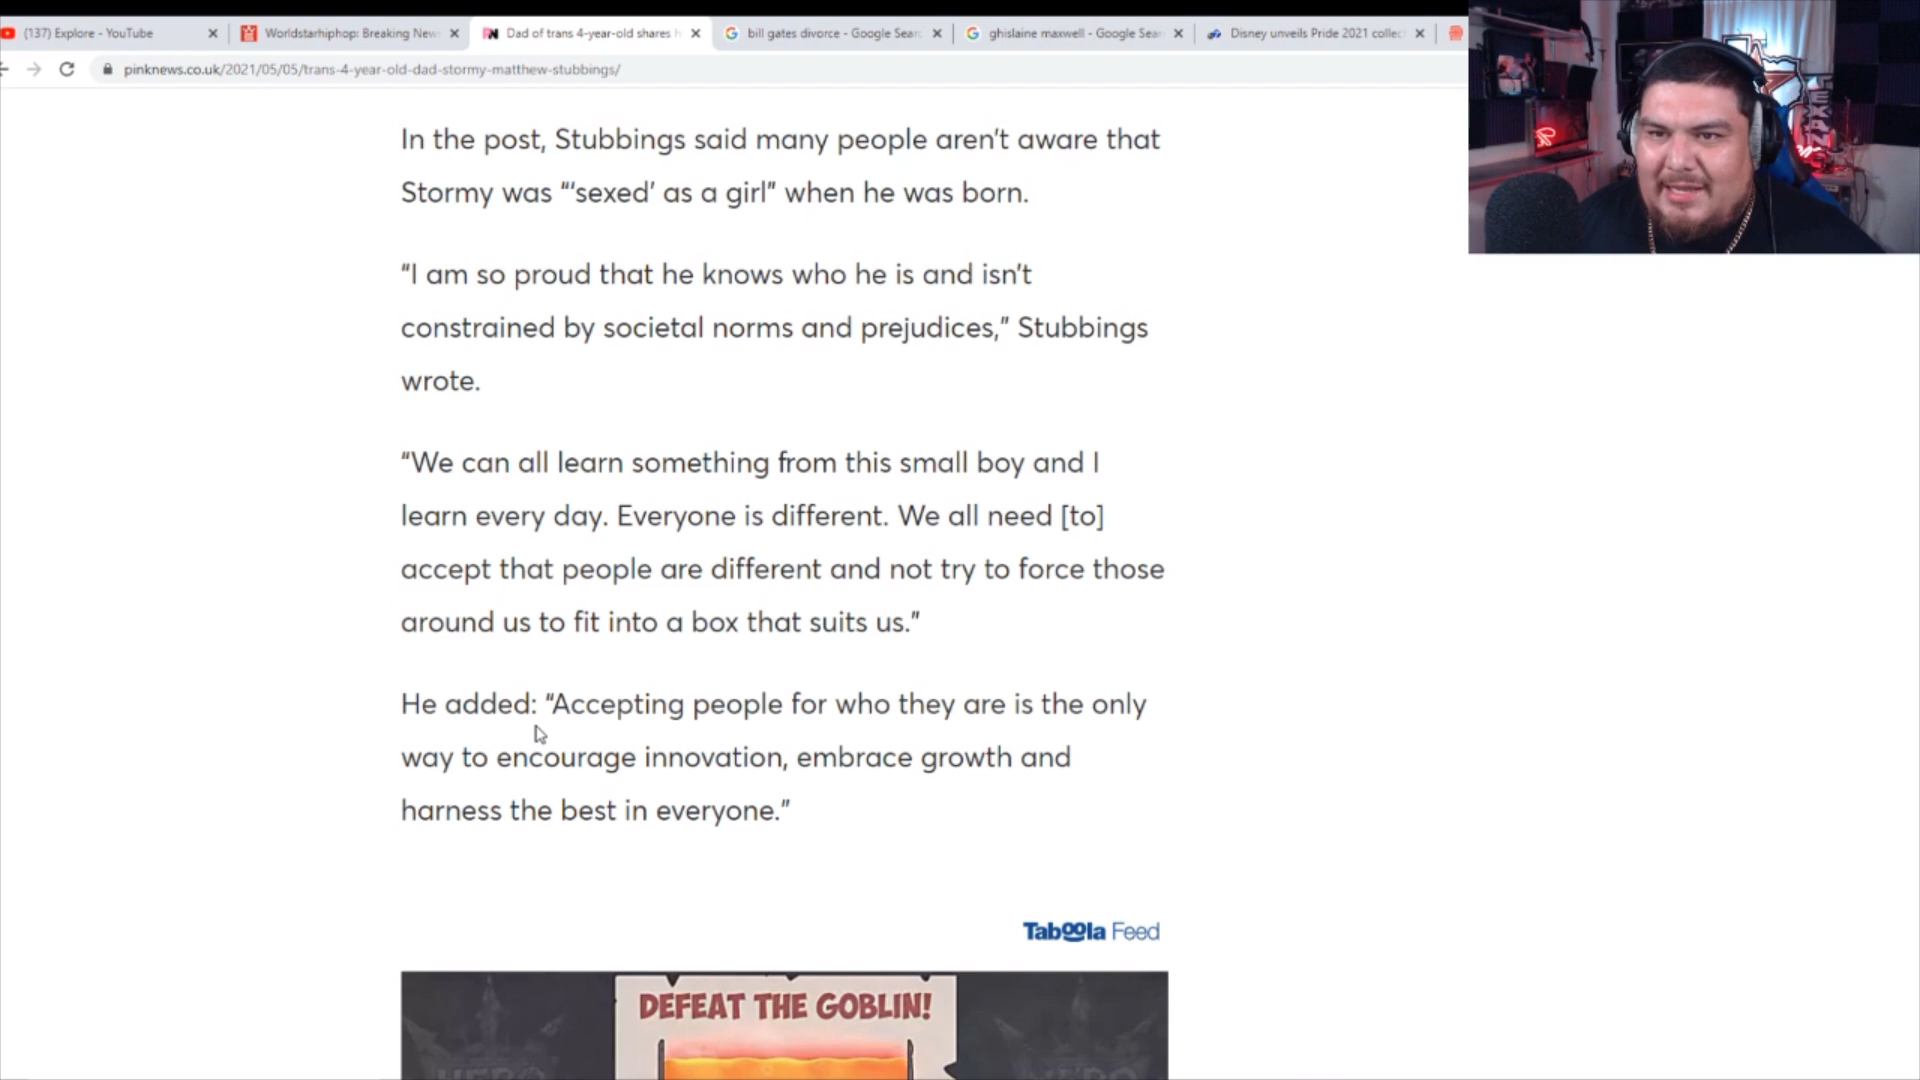 (137) Explore - YouTube
Worldstarhiphop: Breaking New
Dad of trans 4-year-old shares h
bill gates divorce - Google Searc
ghislaine maxwell - Google Sear
Disney unveils Pride 2021 collec
pinknews.co.uk/2021/05/05/trans-4-year-old-dad-stormy-matthew-stubbings/
In the post, Stubbings said many people aren’t aware that
Stormy was “‘sexed’ as a girl” when he was born.
“I am so proud that he knows who he is and isn’t
constrained by societal norms and prejudices,” Stubbings
wrote.
“We can all learn something from this small boy and I
learn every day. Everyone is different. We all need [to]
accept that people are different and not try to force those
around us to fit into a box that suits us.”
He added: “Accepting people for who they are is the only
way to encourage innovation, embrace growth and
harness the best in everyone.”
Taboola Feed
DEFEAT THE GOBLIN!
HERO
HERO